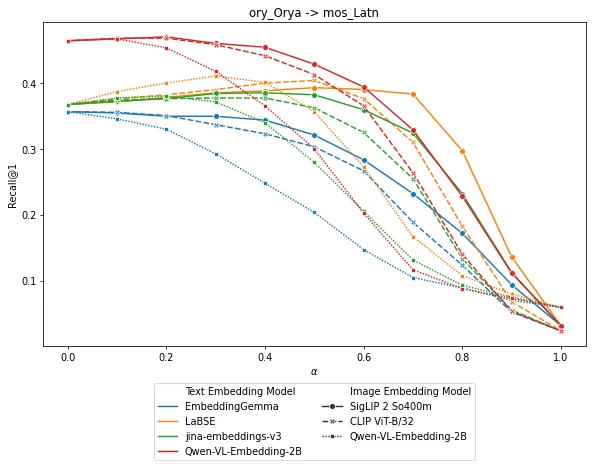 ory_Orya -> mos_Latn
Recall@1
0.4
0.3
0.2
0.1
0.0 0.2 0.4 0.6 0.8 1.0
α
Text Embedding Model
EmbeddingGemma
LaBSE
jina-embeddings-v3
Qwen-VL-Embedding-2B
Image Embedding Model
SigLIP 2 So400m
CLIP ViT-B/32
Qwen-VL-Embedding-2B